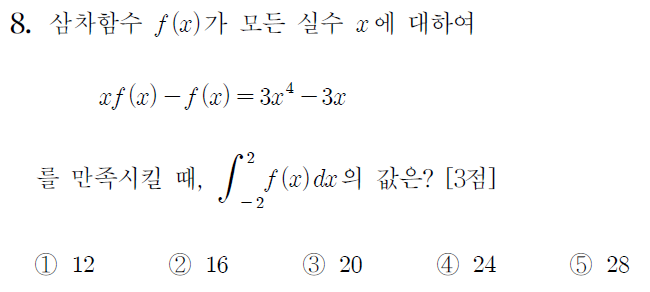 8. 삼차함수 f(x)가 모든 실수 x에 대하여
xf(x)-f(x)=3x⁴-3x
를 만족시킬 때, ∫₋₂² f(x)dx의 값은? [3점]
① 12 ② 16 ③ 20 ④ 24 ⑤ 28